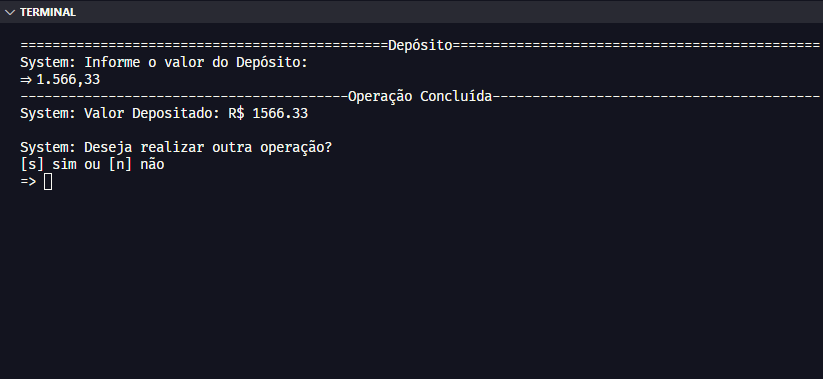 TERMINAL
==============================================Depósito==============================================
System: Informe o valor do Depósito:
=> 1.566,33
-----------------------------------------Operação Concluída-----------------------------------------
System: Valor Depositado: R$ 1566.33
System: Deseja realizar outra operação?
[s] sim ou [n] não
=>